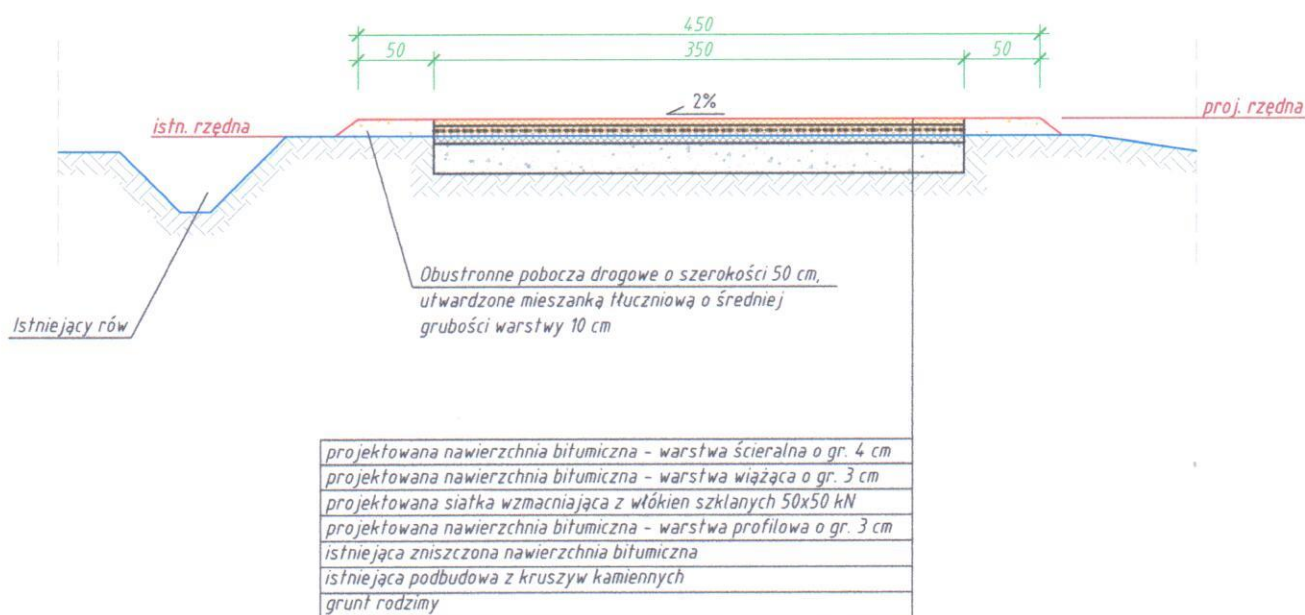 450
50 350 50
2%
istn. rzędna
proj. rzędna
Obustronne pobocza drogowe o szerokości 50 cm,
utwardzone mieszanką tłuczniową o średniej
grubości warstwy 10 cm
Istniejący rów
projektowana nawierzchnia bitumiczna - warstwa ścieralna o gr. 4 cm
projektowana nawierzchnia bitumiczna - warstwa wiążąca o gr. 3 cm
projektowana siatka wzmacniająca z włókien szklanych 50x50 kN
projektowana nawierzchnia bitumiczna - warstwa profilowa o gr. 3 cm
istniejąca zniszczona nawierzchnia bitumiczna
istniejąca podbudowa z kruszyw kamiennych
grunt rodzimy